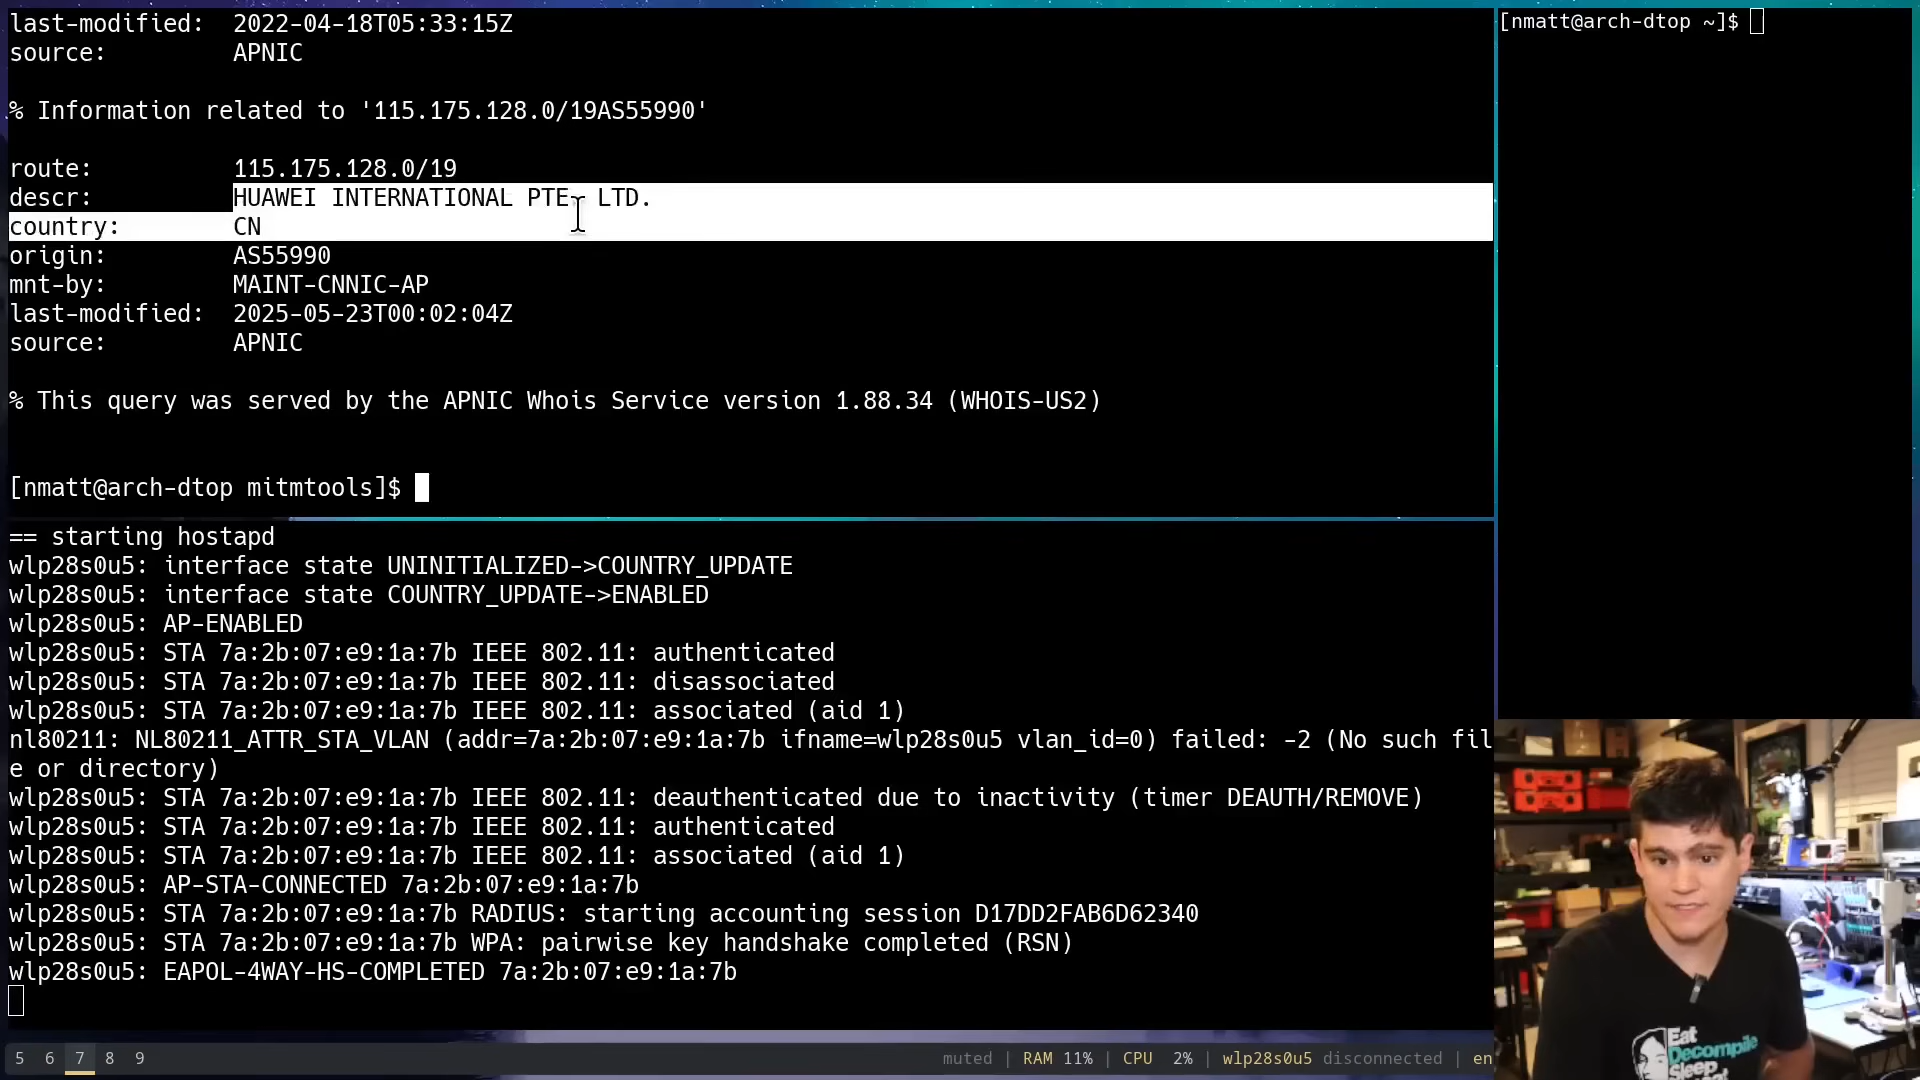 last-modified:  2022-04-18T05:33:15Z
source:         APNIC
% Information related to '115.175.128.0/19AS55990'
route:          115.175.128.0/19
descr:          HUAWEI INTERNATIONAL PTE. LTD.
country:        CN
origin:         AS55990
mnt-by:         MAINT-CNNIC-AP
last-modified:  2025-05-23T00:02:04Z
source:         APNIC
% This query was served by the APNIC Whois Service version 1.88.34 (WHOIS-US2)
[nmatt@arch-dtop mitmtools]$
[nmatt@arch-dtop ~]$
== starting hostapd
wlp28s0u5: interface state UNINITIALIZED->COUNTRY_UPDATE
wlp28s0u5: interface state COUNTRY_UPDATE->ENABLED
wlp28s0u5: AP-ENABLED
wlp28s0u5: STA 7a:2b:07:e9:1a:7b IEEE 802.11: authenticated
wlp28s0u5: STA 7a:2b:07:e9:1a:7b IEEE 802.11: disassociated
wlp28s0u5: STA 7a:2b:07:e9:1a:7b IEEE 802.11: associated (aid 1)
nl80211: NL80211_ATTR_STA_VLAN (addr=7a:2b:07:e9:1a:7b ifname=wlp28s0u5 vlan_id=0) failed: -2 (No such fil
e or directory)
wlp28s0u5: STA 7a:2b:07:e9:1a:7b IEEE 802.11: deauthenticated due to inactivity (timer DEAUTH/REMOVE)
wlp28s0u5: STA 7a:2b:07:e9:1a:7b IEEE 802.11: authenticated
wlp28s0u5: STA 7a:2b:07:e9:1a:7b IEEE 802.11: associated (aid 1)
wlp28s0u5: AP-STA-CONNECTED 7a:2b:07:e9:1a:7b
wlp28s0u5: STA 7a:2b:07:e9:1a:7b RADIUS: starting accounting session D17DD2FAB6D62340
wlp28s0u5: STA 7a:2b:07:e9:1a:7b WPA: pairwise key handshake completed (RSN)
wlp28s0u5: EAPOL-4WAY-HS-COMPLETED 7a:2b:07:e9:1a:7b
5 6 7 8 9
muted | RAM 11% | CPU 2% | wlp28s0u5 disconnected | en
Eat
Decompile
Sleep